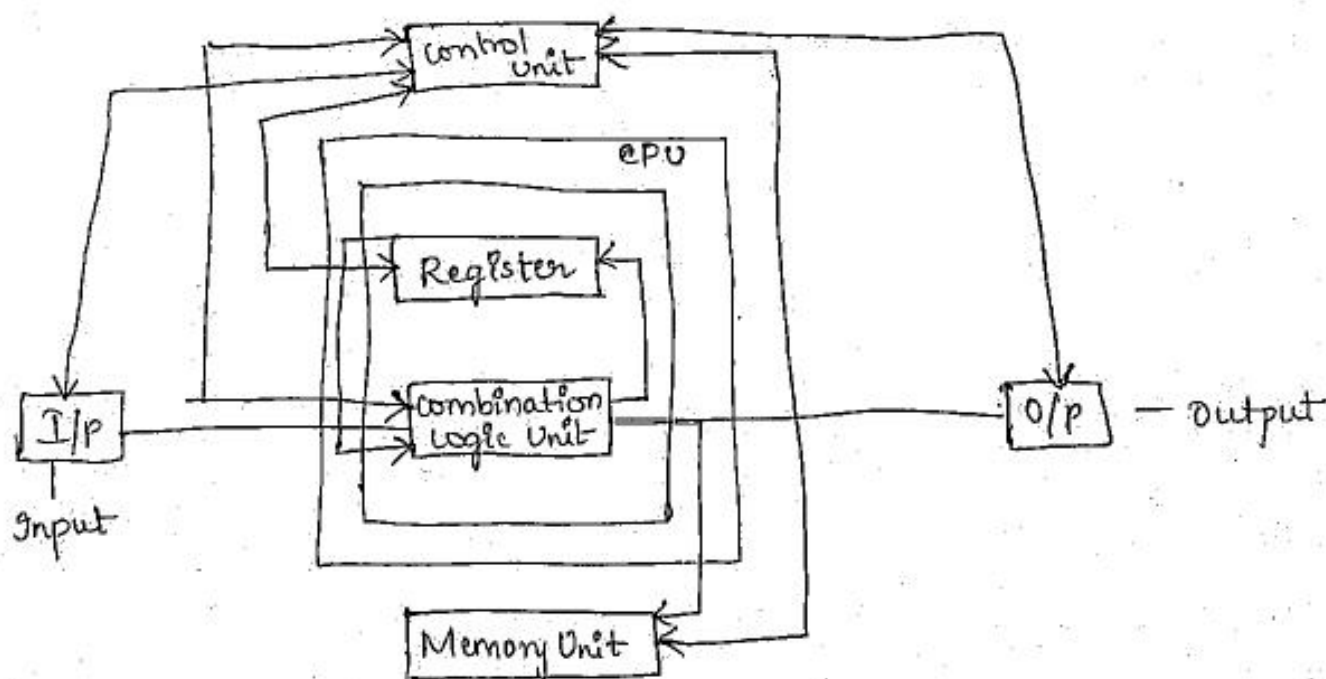 Control
Unit
CPU
Register
Combination
Logic Unit
I/P
Input
O/P
Output
Memory Unit